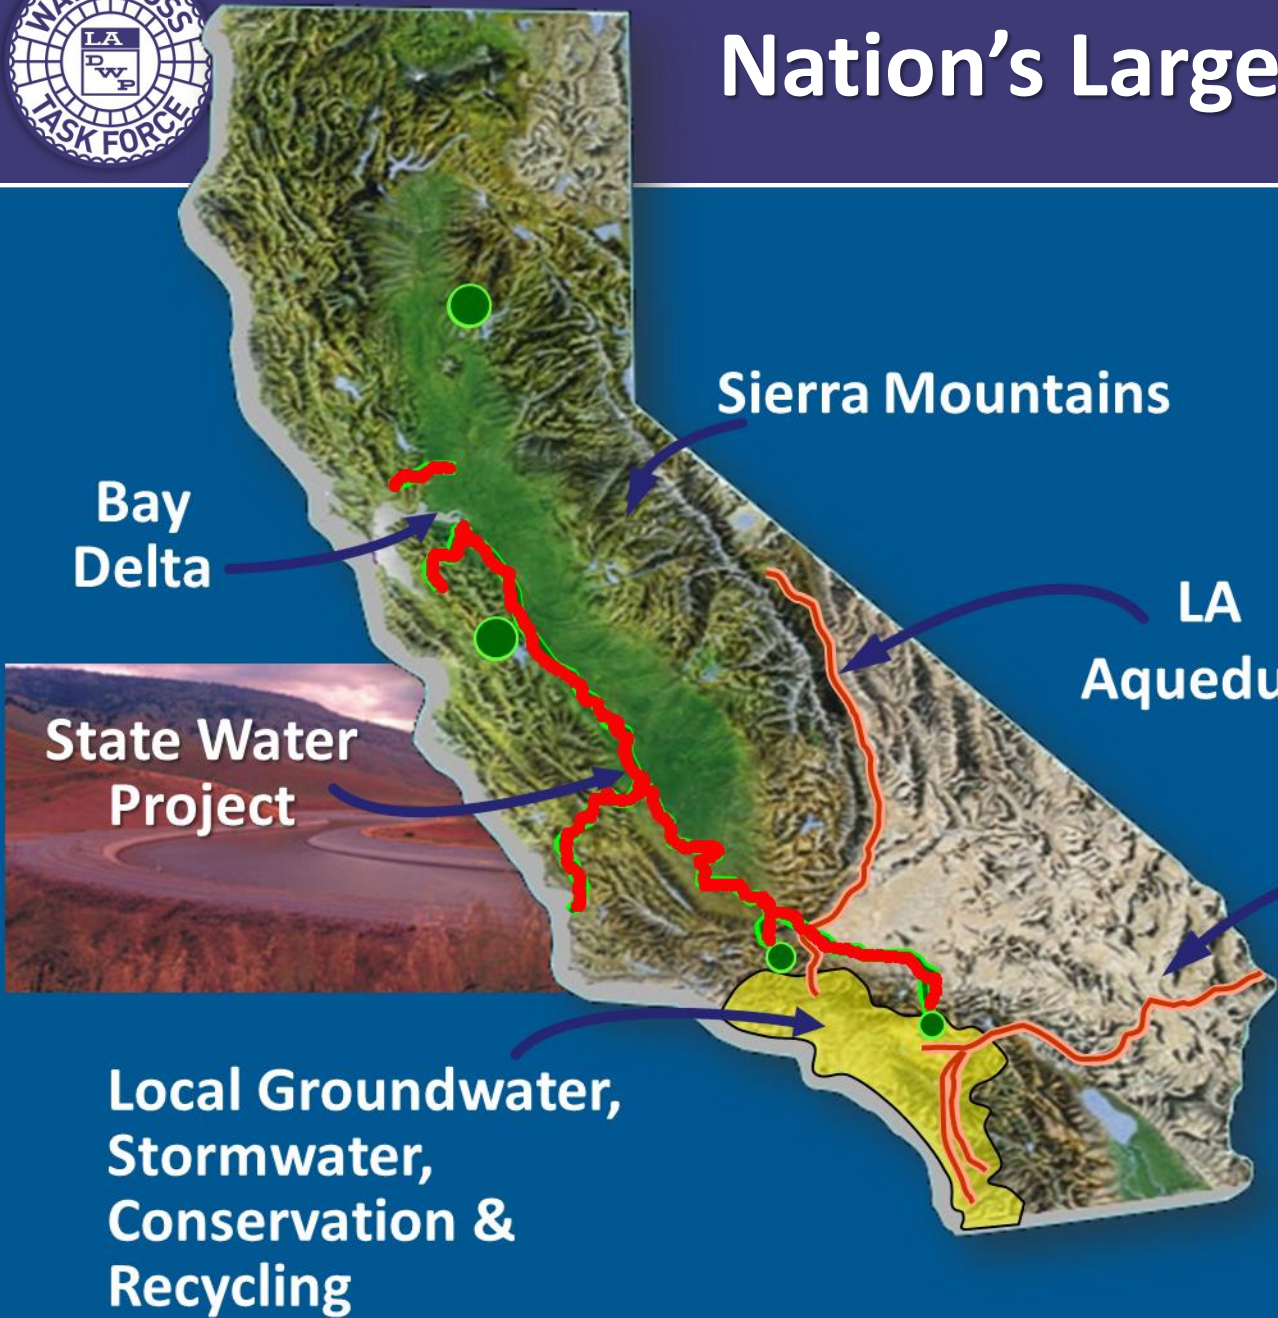 LA
DWP
TASK FORCE
Nation's Large
Sierra Mountains
Bay
Delta
LA
Aquedu
State Water
Project
Local Groundwater,
Stormwater,
Conservation &
Recycling